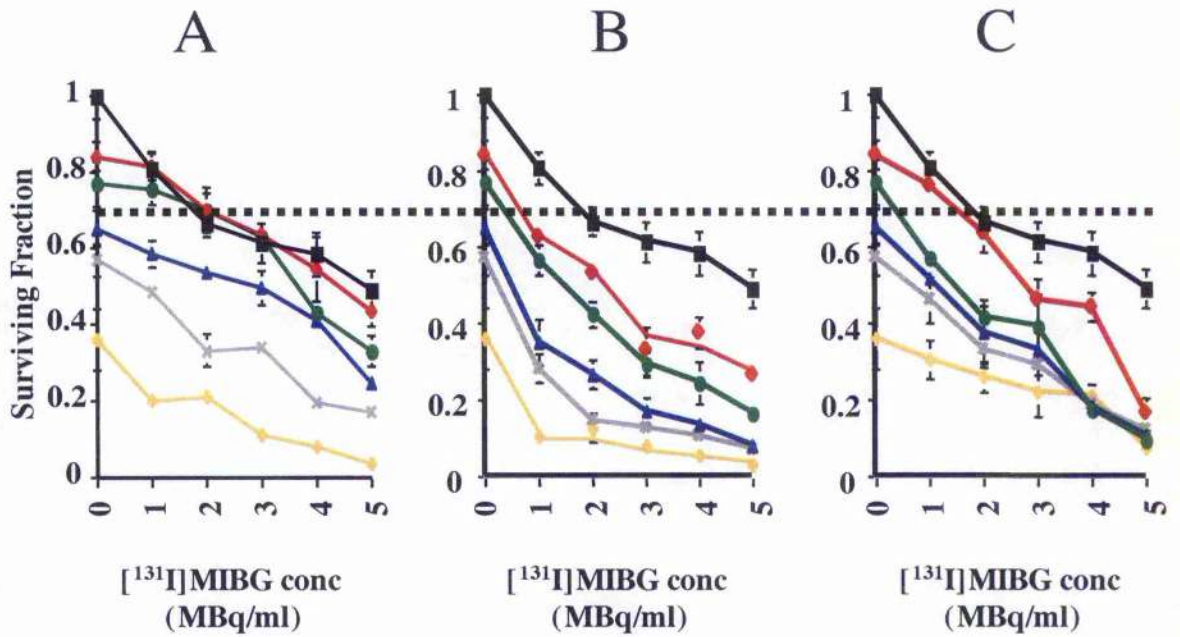 A B C
Surviving Fraction
1 0.8 0.6 0.4 0.2 0
0 1 2 3 4 5
1 0.8 0.6 0.4 0.2 0
0 1 2 3 4 5
1 0.8 0.6 0.4 0.2 0
0 1 2 3 4 5
[¹³¹I]MIBG conc
(MBq/ml)
[¹³¹I]MIBG conc
(MBq/ml)
[¹³¹I]MIBG conc
(MBq/ml)